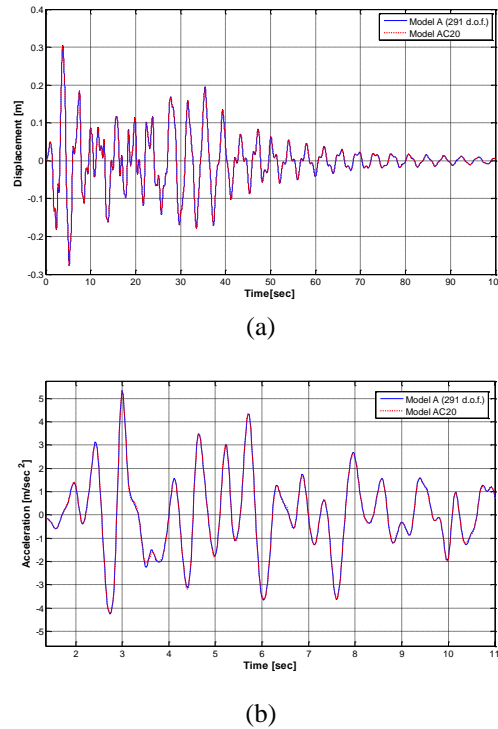 0.4
0.3
0.2
0.1
0
-0.1
-0.2
-0.3
Displacement [m]
Model A (291 d.o.f.)
Model AC20
0 10 20 30 40 50 60 70 80 90 100
Time[sec]
(a)
5
4
3
2
1
0
-1
-2
-3
-4
-5
Acceleration [m/sec 2]
Model A (291 d.o.f.)
Model AC20
2 3 4 5 6 7 8 9 10 11
Time [sec]
(b)